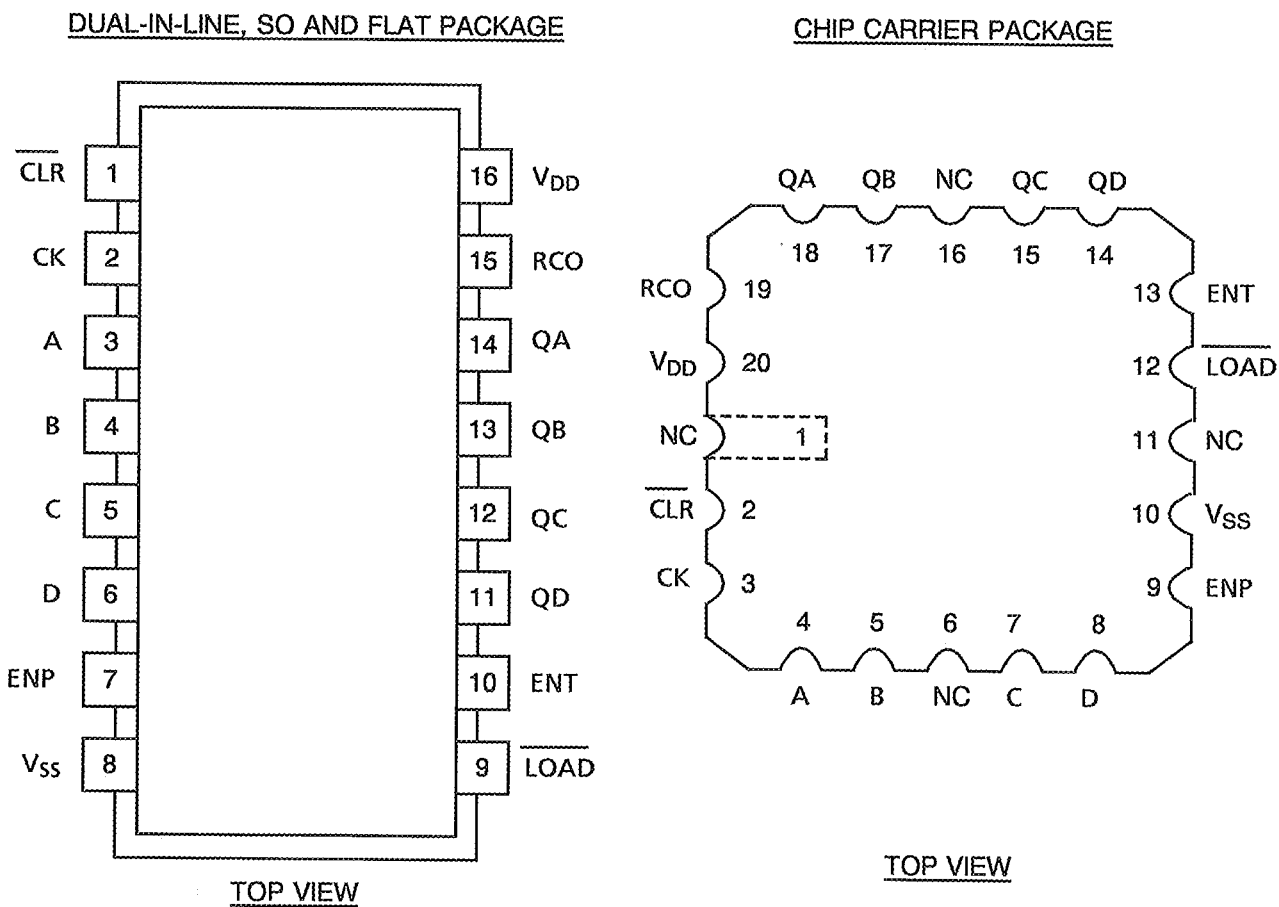 DUAL-IN-LINE, SO AND FLAT PACKAGE
CLR 1 16 VDD
CK 2 15 RCO
A 3 14 QA
B 4 13 QB
C 5 12 QC
D 6 11 QD
ENP 7 10 ENT
VSS 8 9 LOAD
TOP VIEW
CHIP CARRIER PACKAGE
QA QB NC QC QD
18 17 16 15 14
RCO 19 13 ENT
VDD 20 12 LOAD
NC 1 11 NC
CLR 2 10 VSS
CK 3 9 ENP
4 5 6 7 8
A B NC C D
TOP VIEW